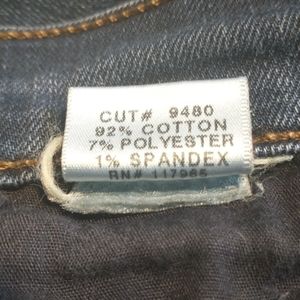 CUT# 9480
92% COTTON
7% POLYESTER
1% SPANDEX
RN# 117965